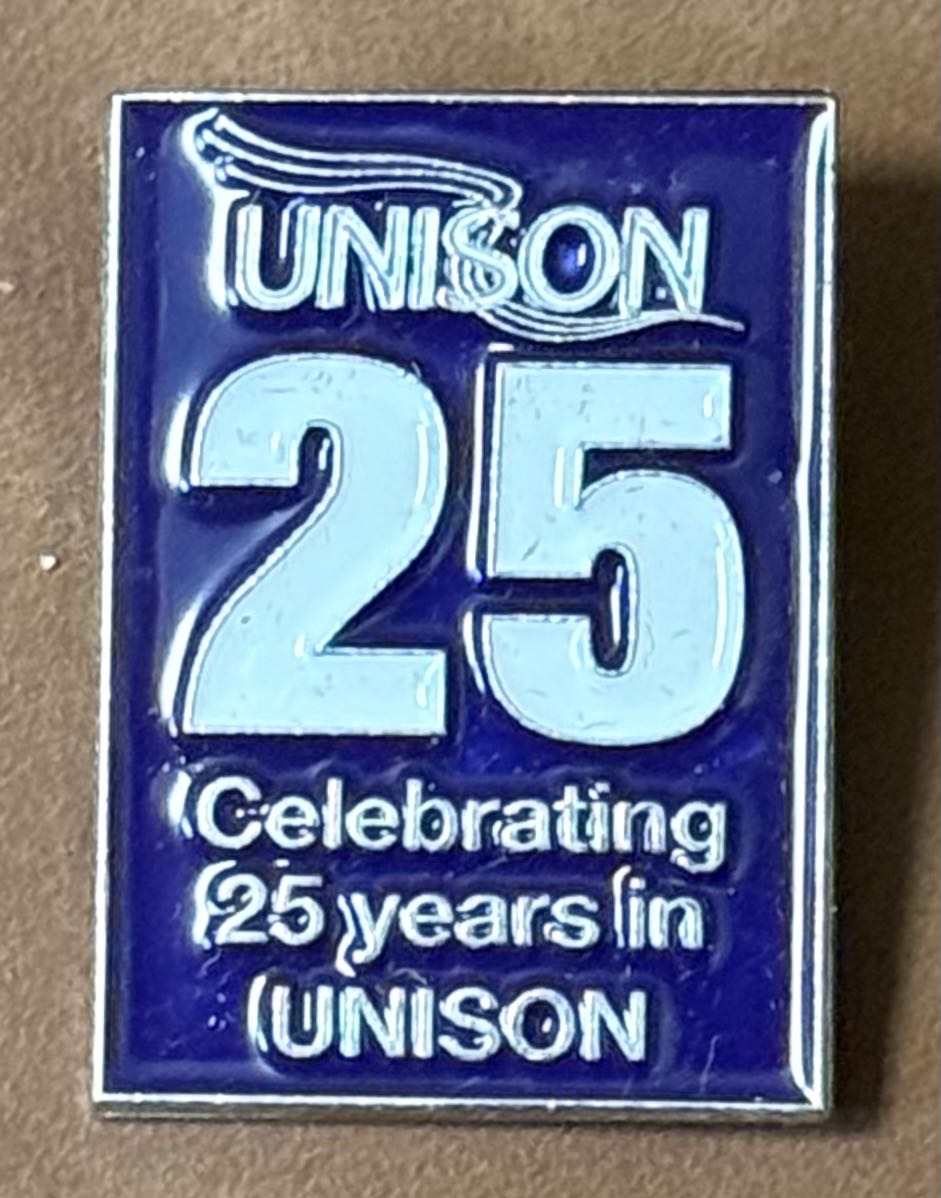 UNISON
25
Celebrating
25 years in
UNISON